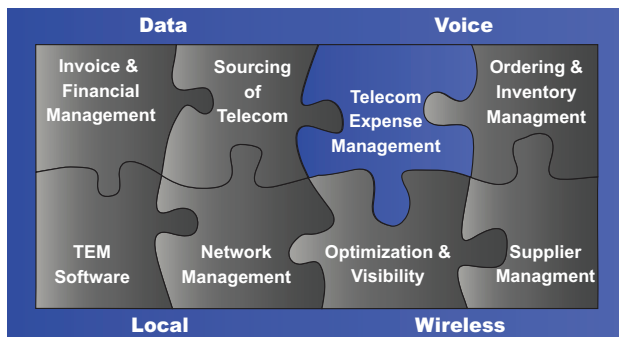 Data
Voice
Invoice &
Financial
Management
Sourcing
of
Telecom
Telecom
Expense
Management
Ordering &
Inventory
Managment
TEM
Software
Network
Management
Optimization &
Visibility
Supplier
Managment
Local
Wireless